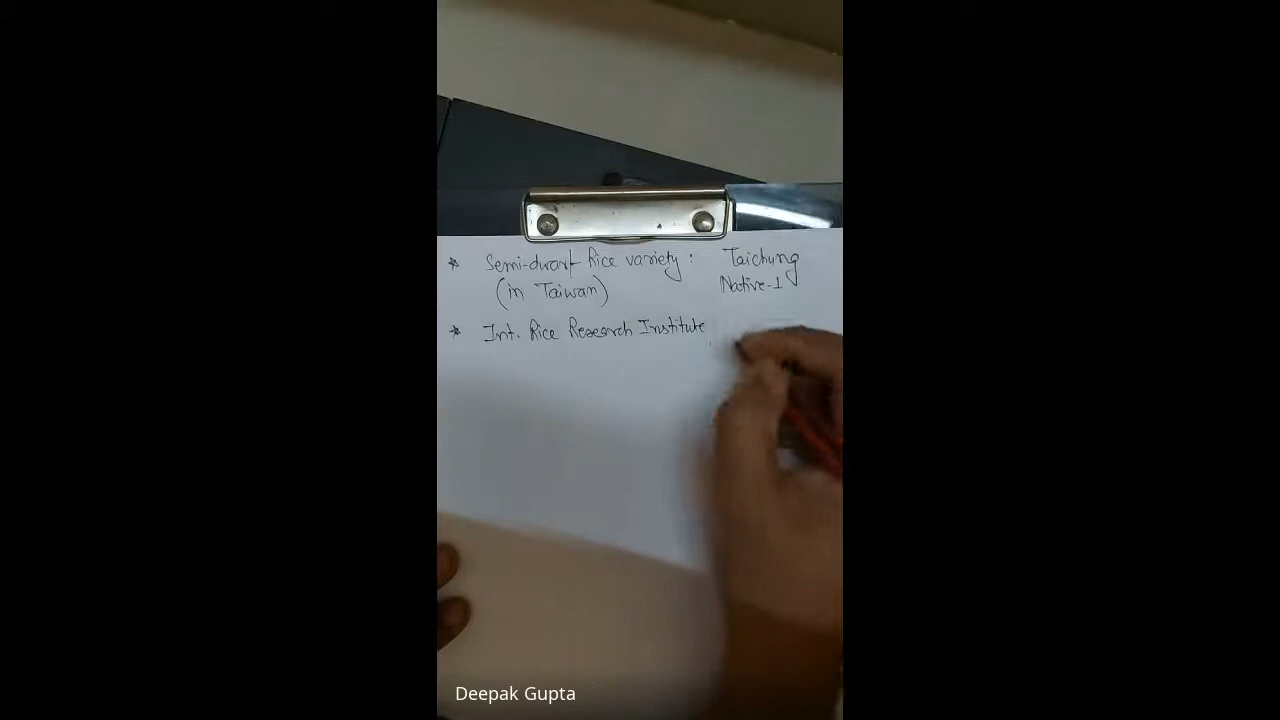 * Semi-dwarf Rice variety : Taichung
(in Taiwan) Native-1
* Int. Rice Research Institute
Deepak Gupta